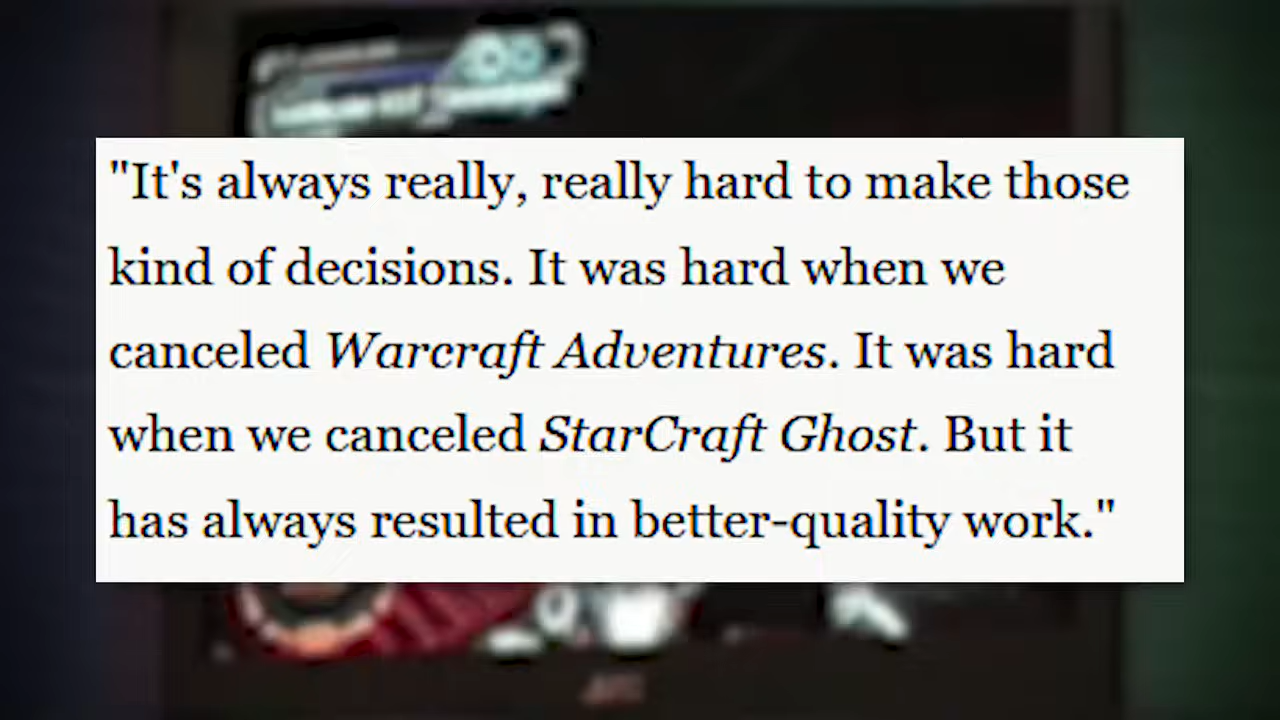 "It's always really, really hard to make those
kind of decisions. It was hard when we
canceled Warcraft Adventures. It was hard
when we canceled StarCraft Ghost. But it
has always resulted in better-quality work."